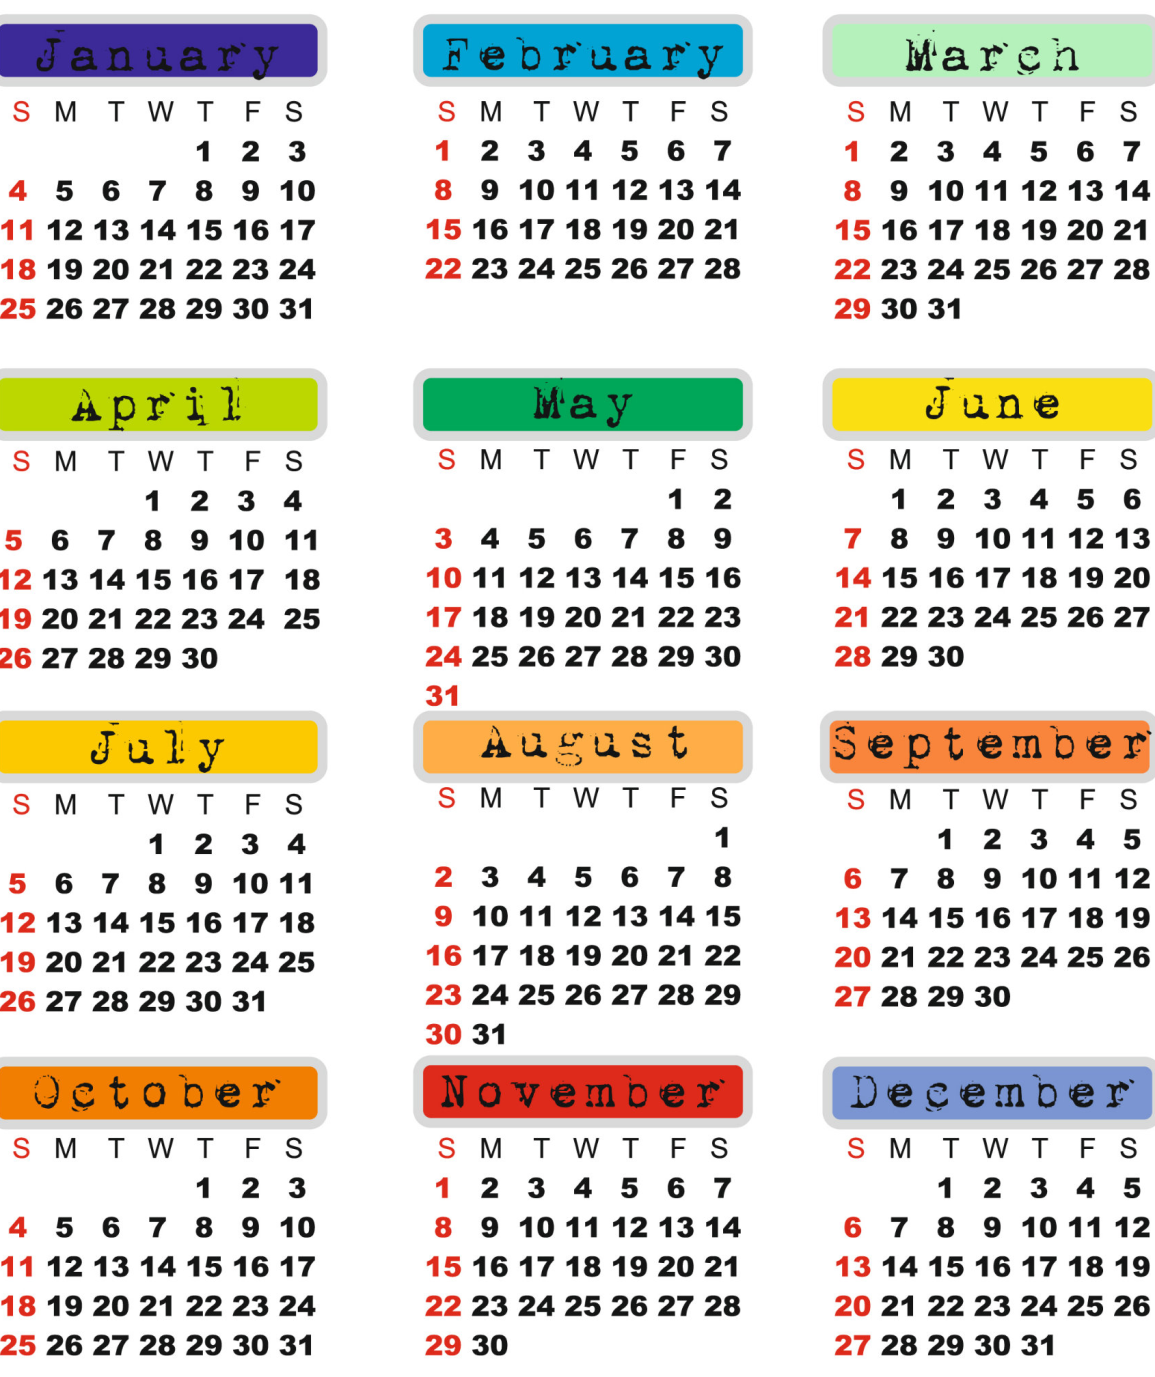 January
S M T W T F S
1 2 3
4 5 6 7 8 9 10
11 12 13 14 15 16 17
18 19 20 21 22 23 24
25 26 27 28 29 30 31
February
S M T W T F S
1 2 3 4 5 6 7
8 9 10 11 12 13 14
15 16 17 18 19 20 21
22 23 24 25 26 27 28
March
S M T W T F S
1 2 3 4 5 6 7
8 9 10 11 12 13 14
15 16 17 18 19 20 21
22 23 24 25 26 27 28
29 30 31
April
S M T W T F S
1 2 3 4
5 6 7 8 9 10 11
12 13 14 15 16 17 18
19 20 21 22 23 24 25
26 27 28 29 30
May
S M T W T F S
1 2
3 4 5 6 7 8 9
10 11 12 13 14 15 16
17 18 19 20 21 22 23
24 25 26 27 28 29 30
31
June
S M T W T F S
1 2 3 4 5 6
7 8 9 10 11 12 13
14 15 16 17 18 19 20
21 22 23 24 25 26 27
28 29 30
July
S M T W T F S
1 2 3 4
5 6 7 8 9 10 11
12 13 14 15 16 17 18
19 20 21 22 23 24 25
26 27 28 29 30 31
August
S M T W T F S
1
2 3 4 5 6 7 8
9 10 11 12 13 14 15
16 17 18 19 20 21 22
23 24 25 26 27 28 29
30 31
September
S M T W T F S
1 2 3 4 5
6 7 8 9 10 11 12
13 14 15 16 17 18 19
20 21 22 23 24 25 26
27 28 29 30
October
S M T W T F S
1 2 3
4 5 6 7 8 9 10
11 12 13 14 15 16 17
18 19 20 21 22 23 24
25 26 27 28 29 30 31
November
S M T W T F S
1 2 3 4 5 6 7
8 9 10 11 12 13 14
15 16 17 18 19 20 21
22 23 24 25 26 27 28
29 30
December
S M T W T F S
1 2 3 4 5
6 7 8 9 10 11 12
13 14 15 16 17 18 19
20 21 22 23 24 25 26
27 28 29 30 31